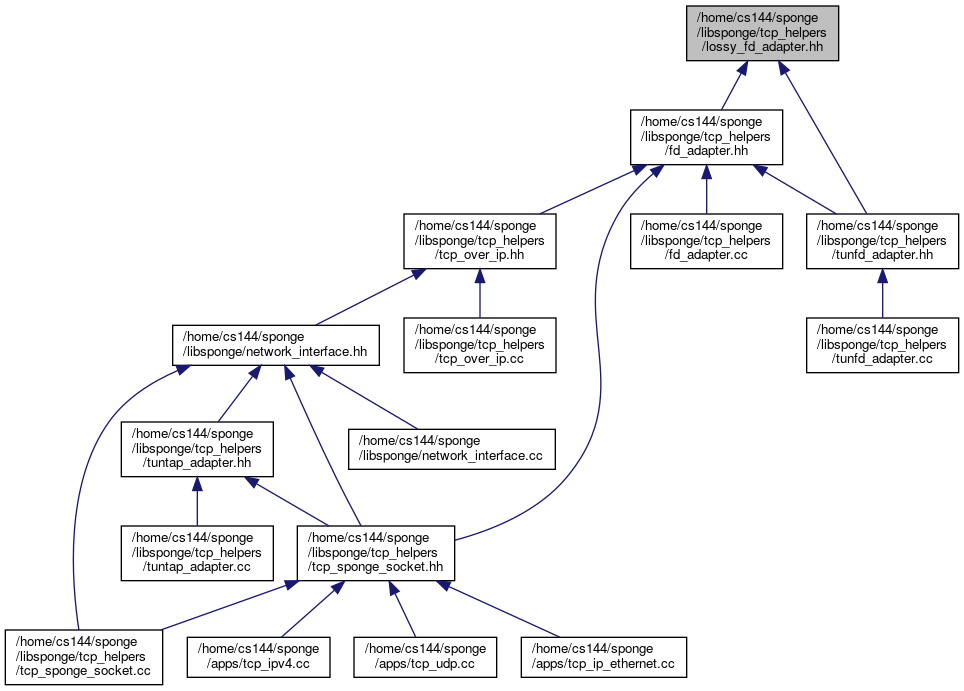 /home/cs144/sponge
/libsponge/tcp_helpers
/lossy_fd_adapter.hh
/home/cs144/sponge
/libsponge/tcp_helpers
/fd_adapter.hh
/home/cs144/sponge
/libsponge/tcp_helpers
/tcp_over_ip.hh
/home/cs144/sponge
/libsponge/tcp_helpers
/fd_adapter.cc
/home/cs144/sponge
/libsponge/tcp_helpers
/tunfd_adapter.hh
/home/cs144/sponge
/libsponge/network_interface.hh
/home/cs144/sponge
/libsponge/tcp_helpers
/tcp_over_ip.cc
/home/cs144/sponge
/libsponge/tcp_helpers
/tunfd_adapter.cc
/home/cs144/sponge
/libsponge/tcp_helpers
/tuntap_adapter.hh
/home/cs144/sponge
/libsponge/network_interface.cc
/home/cs144/sponge
/libsponge/tcp_helpers
/tuntap_adapter.cc
/home/cs144/sponge
/libsponge/tcp_helpers
/tcp_sponge_socket.hh
/home/cs144/sponge
/libsponge/tcp_helpers
/tcp_sponge_socket.cc
/home/cs144/sponge
/apps/tcp_ipv4.cc
/home/cs144/sponge
/apps/tcp_udp.cc
/home/cs144/sponge
/apps/tcp_ip_ethernet.cc